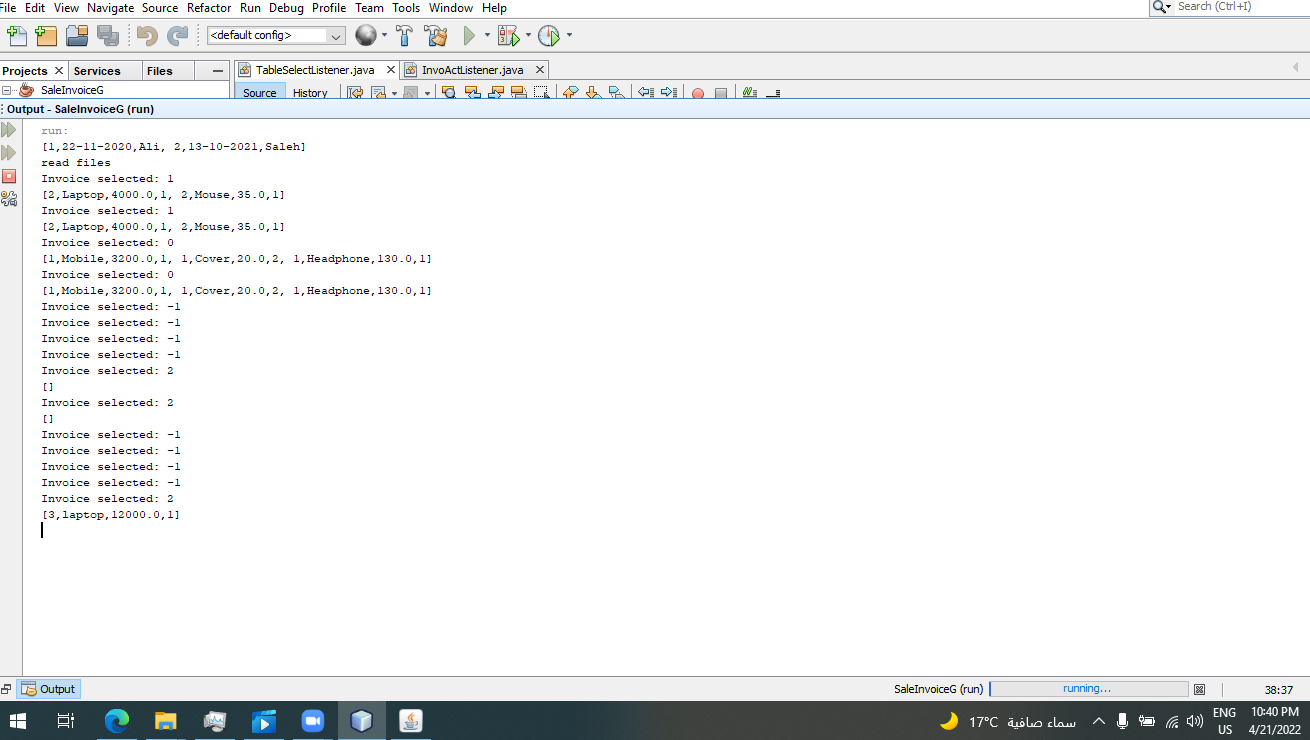 File Edit View Navigate Source Refactor Run Debug Profile Team Tools Window Help
Search (Ctrl+I)
<default config>
Projects Services Files TableSelectListener.java InvoActListener.java
SaleInvoiceG Source History
Output - SaleInvoiceG (run)
run:
[1,22-11-2020,Ali, 2,13-10-2021,Saleh]
read files
Invoice selected: 1
[2,Laptop,4000.0,1, 2,Mouse,35.0,1]
Invoice selected: 1
[2,Laptop,4000.0,1, 2,Mouse,35.0,1]
Invoice selected: 0
[1,Mobile,3200.0,1, 1,Cover,20.0,2, 1,Headphone,130.0,1]
Invoice selected: 0
[1,Mobile,3200.0,1, 1,Cover,20.0,2, 1,Headphone,130.0,1]
Invoice selected: -1
Invoice selected: -1
Invoice selected: -1
Invoice selected: -1
Invoice selected: 2
[]
Invoice selected: 2
[]
Invoice selected: -1
Invoice selected: -1
Invoice selected: -1
Invoice selected: -1
Invoice selected: 2
[3,laptop,12000.0,1]
Output
SaleInvoiceG (run) running... 38:37
17°C سماء صافية
ENG 10:40 PM
US 4/21/2022